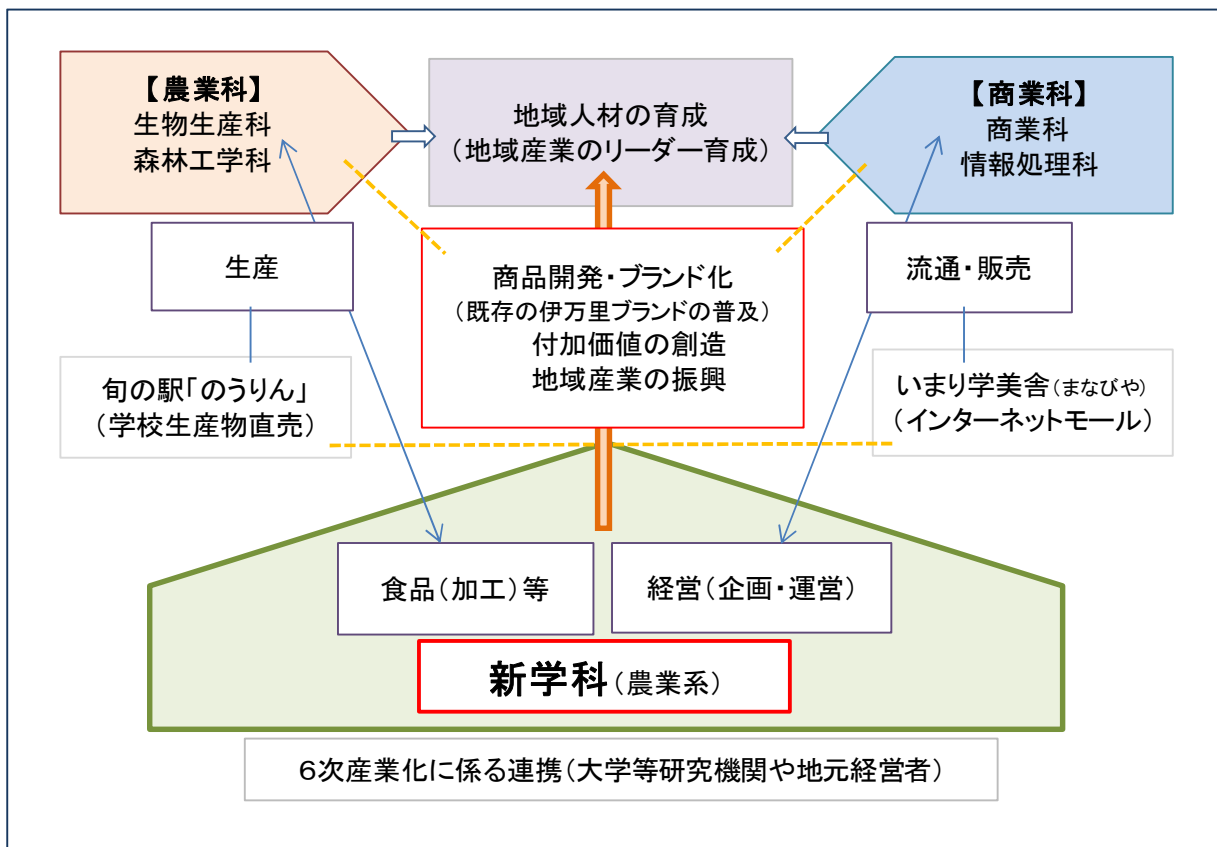 【農業科】
生物生産科
森林工学科
地域人材の育成
（地域産業のリーダー育成）
【商業科】
商業科
情報処理科
生産
商品開発・ブランド化
（既存の伊万里ブランドの普及）
付加価値の創造
地域産業の振興
流通・販売
旬の駅「のうりん」
（学校生産物直売）
いまり学美舎（まなびや）
（インターネットモール）
食品（加工）等
経営（企画・運営）
新学科（農業系）
６次産業化に係る連携（大学等研究機関や地元経営者）